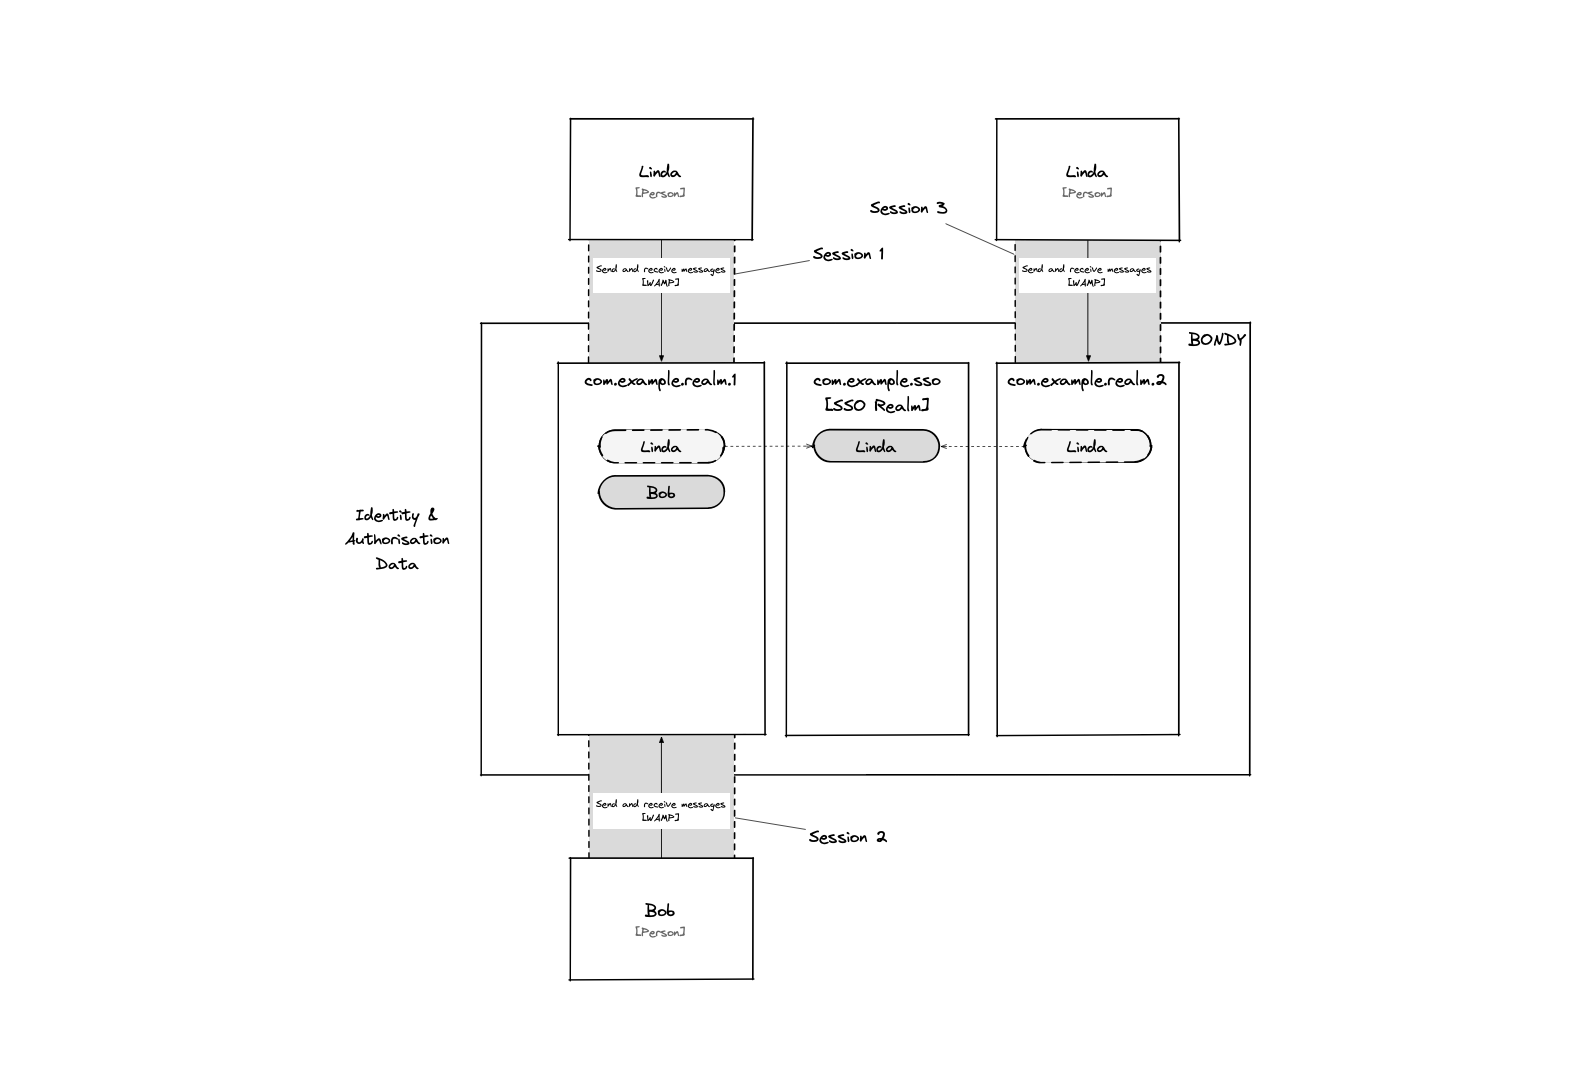 Linda
[Person]
Linda
[Person]
Session 3
Session 1
Send and receive messages
[WAMP]
Send and receive messages
[WAMP]
BONDY
com.example.realm.1
com.example.sso
[SSO Realm]
com.example.realm.2
Linda
Linda
Linda
Bob
Identity &
Authorisation
Data
Send and receive messages
[WAMP]
Session 2
Bob
[Person]